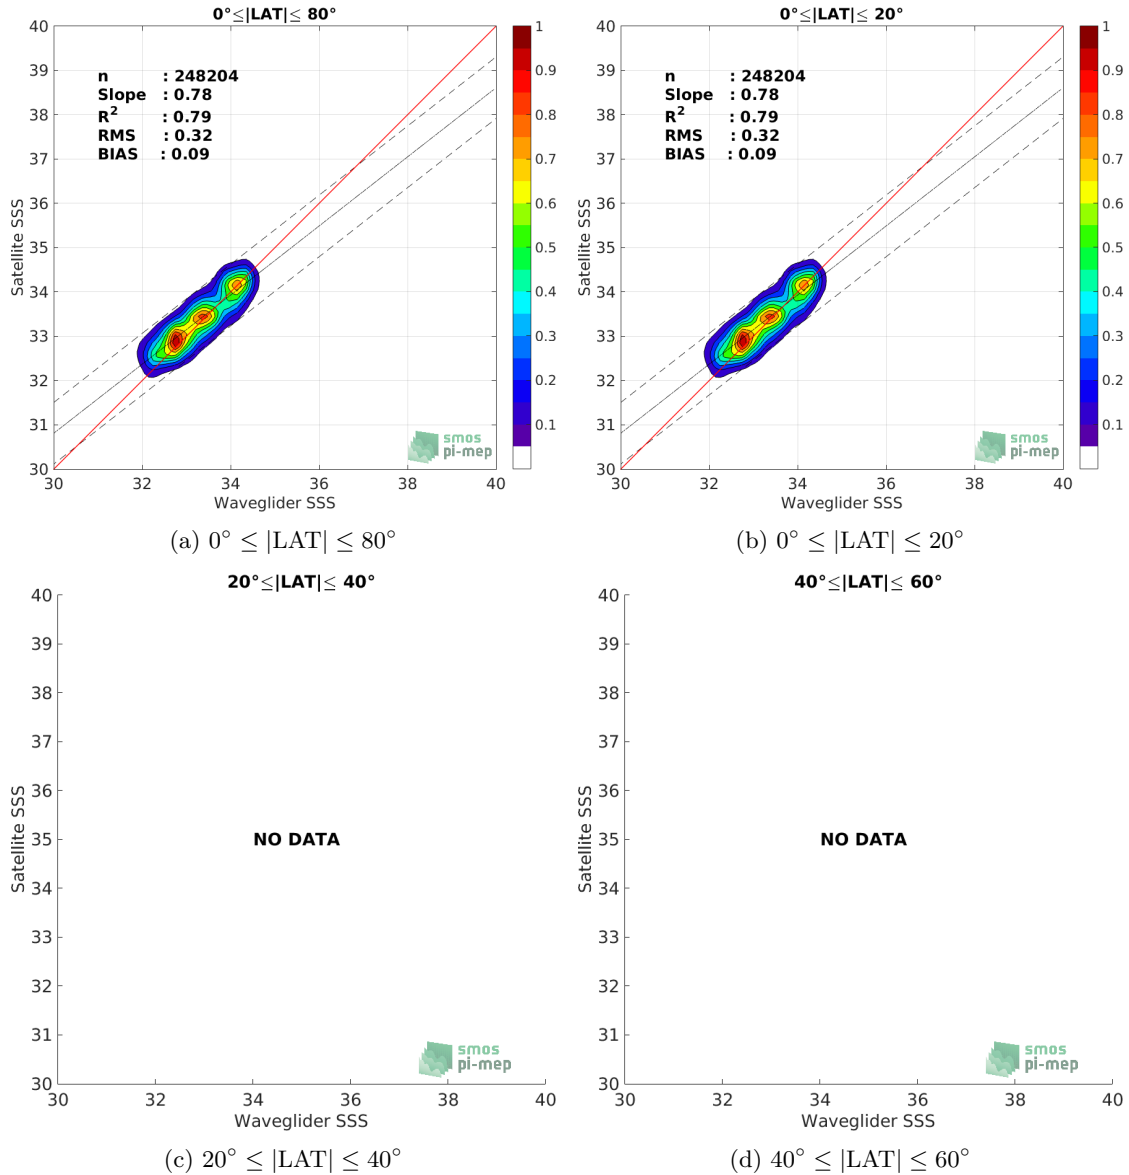 0°≤|LAT|≤ 80°
40
39
38
37
36
35
34
33
32
31
30
Satellite SSS
n : 248204
Slope : 0.78
R² : 0.79
RMS : 0.32
BIAS : 0.09
smos
pi-mep
30 32 34 36 38 40
Waveglider SSS
1
0.9
0.8
0.7
0.6
0.5
0.4
0.3
0.2
0.1
(a) 0° ≤ |LAT| ≤ 80°
0°≤|LAT|≤ 20°
40
39
38
37
36
35
34
33
32
31
30
Satellite SSS
n : 248204
Slope : 0.78
R² : 0.79
RMS : 0.32
BIAS : 0.09
smos
pi-mep
30 32 34 36 38 40
Waveglider SSS
1
0.9
0.8
0.7
0.6
0.5
0.4
0.3
0.2
0.1
(b) 0° ≤ |LAT| ≤ 20°
20°≤|LAT|≤ 40°
40
39
38
37
36
35
34
33
32
31
30
Satellite SSS
NO DATA
smos
pi-mep
30 32 34 36 38 40
Waveglider SSS
(c) 20° ≤ |LAT| ≤ 40°
40°≤|LAT|≤ 60°
40
39
38
37
36
35
34
33
32
31
30
Satellite SSS
NO DATA
smos
pi-mep
30 32 34 36 38 40
Waveglider SSS
(d) 40° ≤ |LAT| ≤ 60°